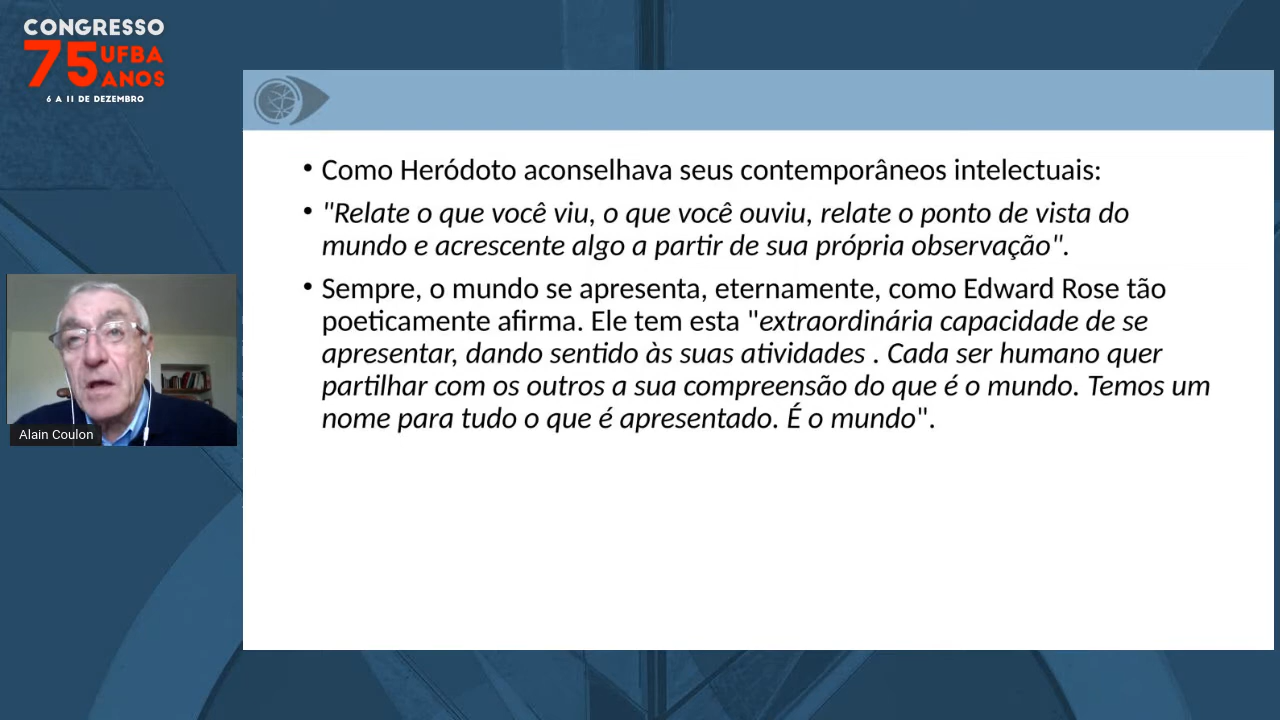 CONGRESSO
75 UFBA
ANOS
6 A 11 DE DEZEMBRO
• Como Heródoto aconselhava seus contemporâneos intelectuais:
• "Relate o que você viu, o que você ouviu, relate o ponto de vista do
mundo e acrescente algo a partir de sua própria observação".
• Sempre, o mundo se apresenta, eternamente, como Edward Rose tão
poeticamente afirma. Ele tem esta "extraordinária capacidade de se
apresentar, dando sentido às suas atividades . Cada ser humano quer
partilhar com os outros a sua compreensão do que é o mundo. Temos um
nome para tudo o que é apresentado. É o mundo".
Alain Coulon